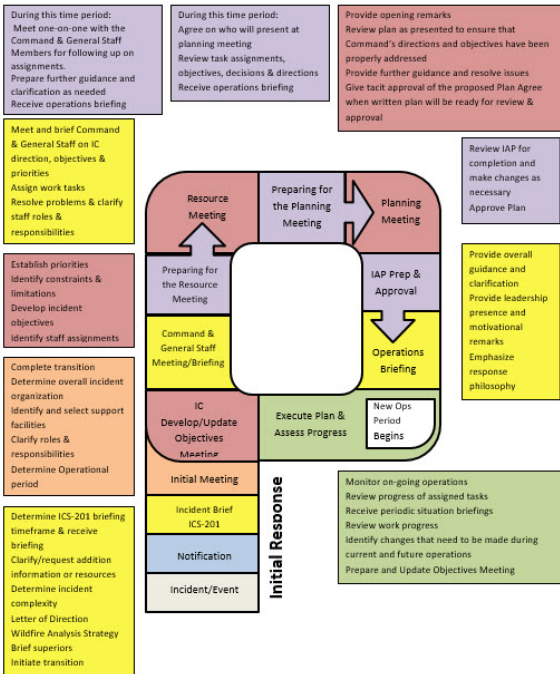 During this time period:
Meet one-on-one with the
Command & General Staff
Members for following up on
assignments.
Prepare further guidance and
clarification as needed
Receive operations briefing
During this time period:
Agree on who will present at
planning meeting
Review task assignments,
objectives, decisions & directions
Receive operations briefing
Provide opening remarks
Review plan as presented to ensure that
Command's directions and objectives have been
properly addressed
Provide further guidance and resolve issues
Give tacit approval of the proposed Plan Agree
when written plan will be ready for review &
approval
Meet and brief Command
& General Staff on IC
direction, objectives &
priorities
Assign work tasks
Resolve problems & clarify
staff roles &
responsibilities
Review IAP for
completion and
make changes as
necessary
Approve Plan
Resource
Meeting
Preparing for
the Planning
Meeting
Planning
Meeting
Establish priorities
Identify constraints &
limitations
Develop incident
objectives
Identify staff assignments
Preparing for
the Resource
Meeting
IAP Prep &
Approval
Provide overall
guidance and
clarification
Provide leadership
presence and
motivational
remarks
Emphasize
response
philosophy
Command &
General Staff
Meeting/Briefing
Operations
Briefing
Complete transition
Determine overall incident
organization
Identify and select support
facilities
Clarify roles &
responsibilities
Determine Operational
period
IC
Develop/Update
Objectives
Meeting
Execute Plan &
Assess Progress
New Ops
Period
Begins
Initial Meeting
Incident Brief
ICS-201
Notification
Incident/Event
Initial Response
Monitor on-going operations
Review progress of assigned tasks
Receive periodic situation briefings
Review work progress
Identify changes that need to be made during
current and future operations
Prepare and Update Objectives Meeting
Determine ICS-201 briefing
timeframe & receive
briefing
Clarify/request addition
information or resources
Determine incident
complexity
Letter of Direction
Wildfire Analysis Strategy
Brief superiors
Initiate transition